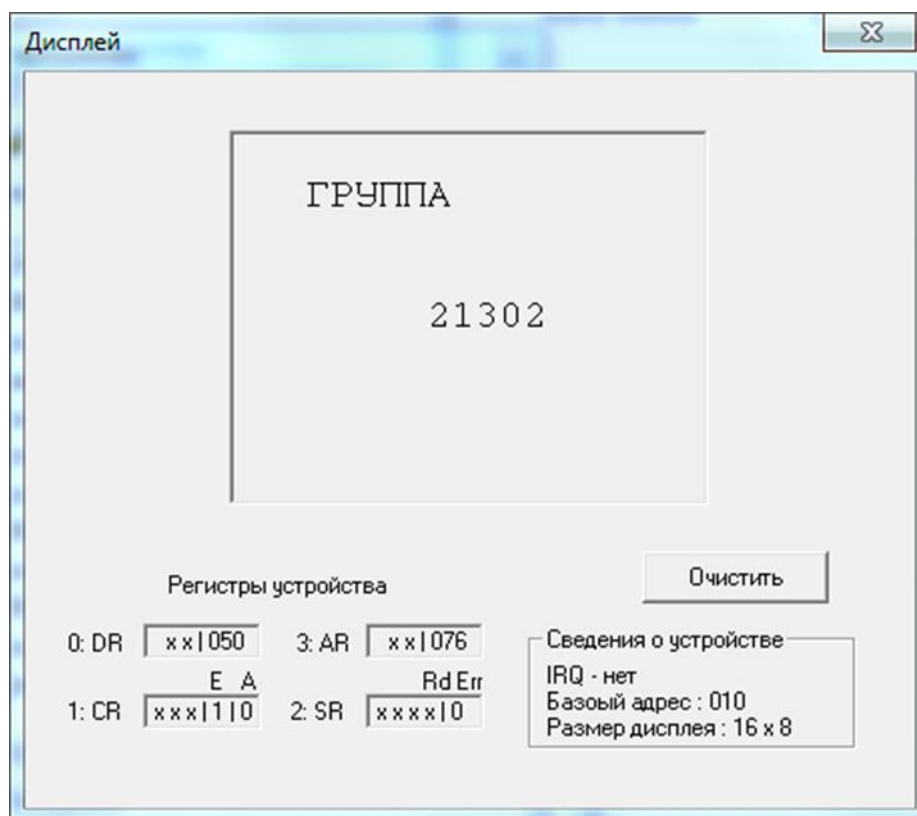 Дисплей
ГРУППА
21302
Очистить
Регистры устройства
0: DR xx|050 3: AR xx|076
E A Rd Err
1: CR xxx|1|0 2: SR xxxx|0
Сведения о устройстве
IRQ - нет
Базоый адрес : 010
Размер дисплея : 16 x 8